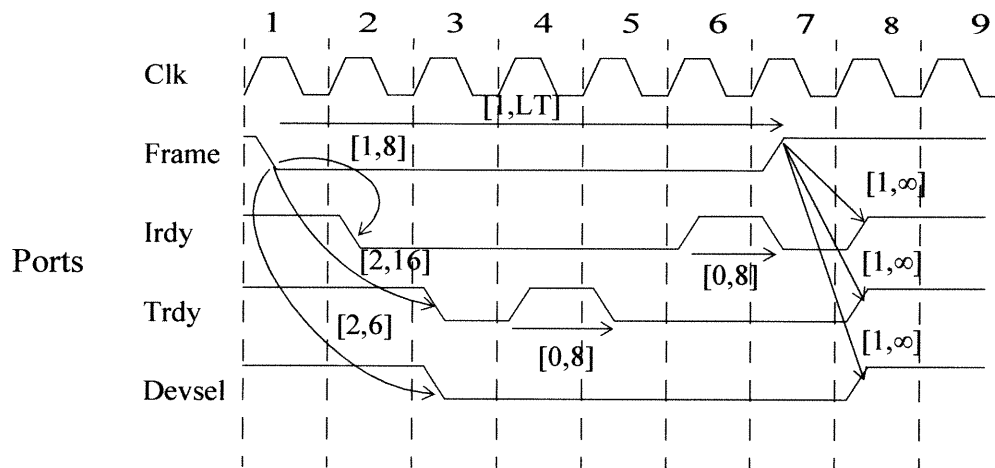 1 2 3 4 5 6 7 8 9
Clk
[1,LT]
Frame
[1,8]
[1,∞]
Irdy
Ports
[2,16]
[0,8]
[1,∞]
Trdy
[2,6]
[0,8]
[1,∞]
Devsel